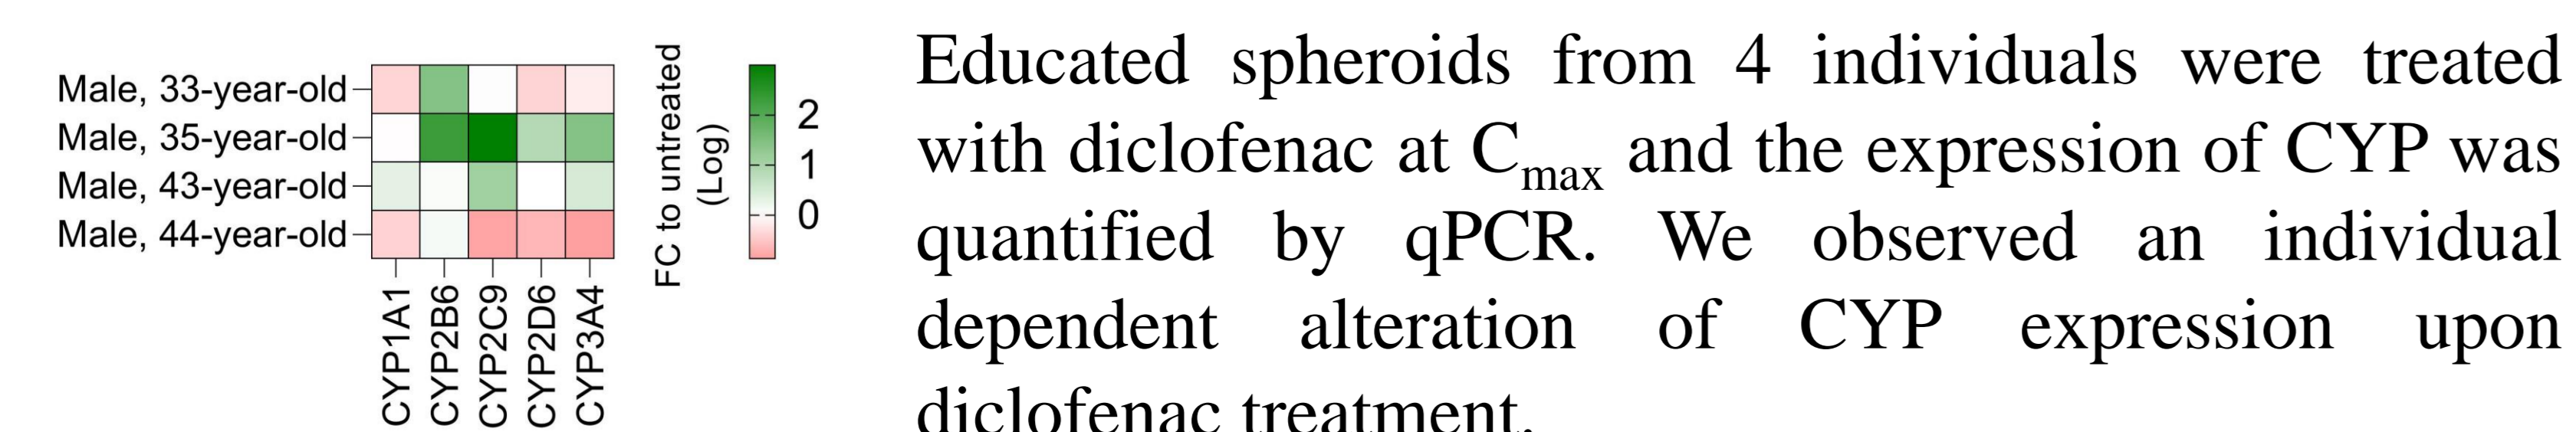 Male, 33-year-old
Male, 35-year-old
Male, 43-year-old
Male, 44-year-old
CYP1A1
CYP2B6
CYP2C9
CYP2D6
CYP3A4
FC to untreated
(Log)
2
1
0
Educated spheroids from 4 individuals were treated
with diclofenac at Cmax and the expression of CYP was
quantified by qPCR. We observed an individual
dependent alteration of CYP expression upon
diclofenac treatment.